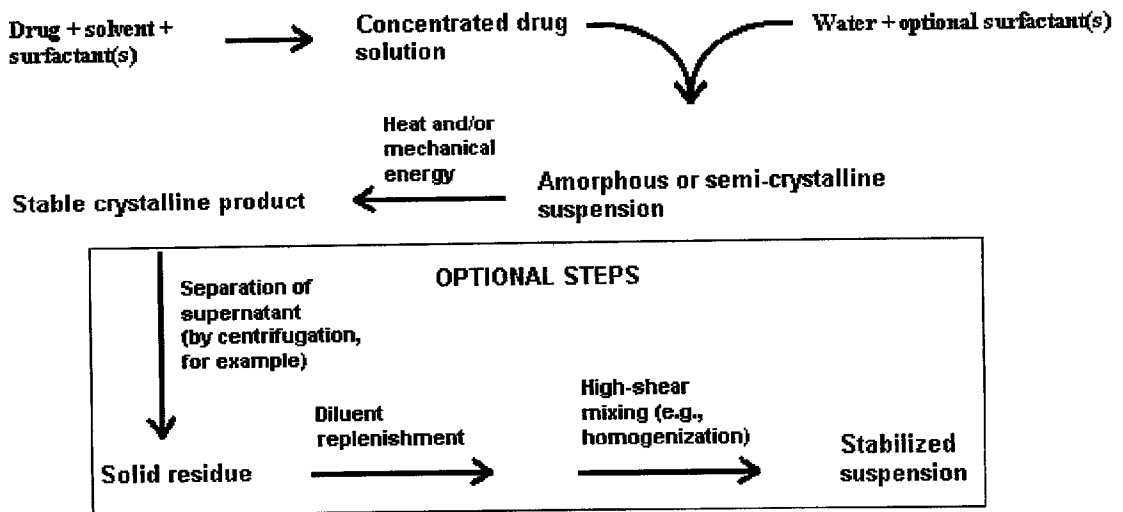 Drug + solvent +
surfactant(s)
Concentrated drug
solution
Water + optional surfactant(s)
Heat and/or
mechanical
energy
Amorphous or semi-crystalline
suspension
Stable crystalline product
OPTIONAL STEPS
Separation of
supernatant
(by centrifugation,
for example)
Solid residue
Diluent
replenishment
High-shear
mixing (e.g.,
homogenization)
Stabilized
suspension